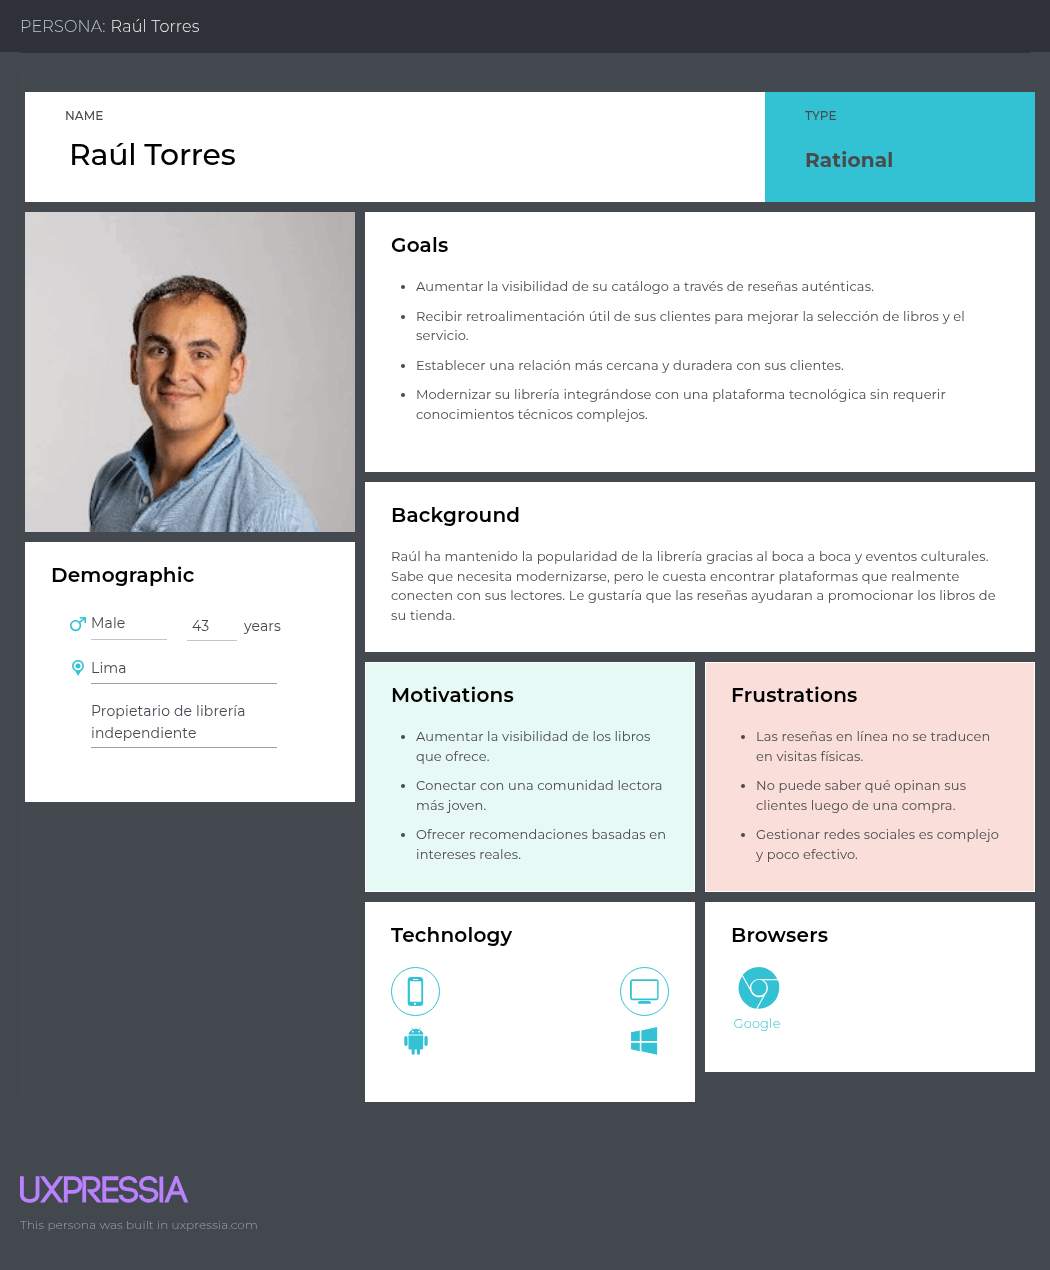 PERSONA: Raúl Torres
NAME
Raúl Torres
TYPE
Rational
Goals
Aumentar la visibilidad de su catálogo a través de reseñas auténticas.
Recibir retroalimentación útil de sus clientes para mejorar la selección de libros y el
servicio.
Establecer una relación más cercana y duradera con sus clientes.
Modernizar su librería integrándose con una plataforma tecnológica sin requerir
conocimientos técnicos complejos.
Background
Raúl ha mantenido la popularidad de la librería gracias al boca a boca y eventos culturales.
Sabe que necesita modernizarse, pero le cuesta encontrar plataformas que realmente
conecten con sus lectores. Le gustaría que las reseñas ayudaran a promocionar los libros de
su tienda.
Demographic
Male 43 years
Lima
Propietario de librería
independiente
Motivations
Aumentar la visibilidad de los libros
que ofrece.
Conectar con una comunidad lectora
más joven.
Ofrecer recomendaciones basadas en
intereses reales.
Frustrations
Las reseñas en línea no se traducen
en visitas físicas.
No puede saber qué opinan sus
clientes luego de una compra.
Gestionar redes sociales es complejo
y poco efectivo.
Technology
Browsers
Google
UXPRESSIA
This persona was built in uxpressia.com